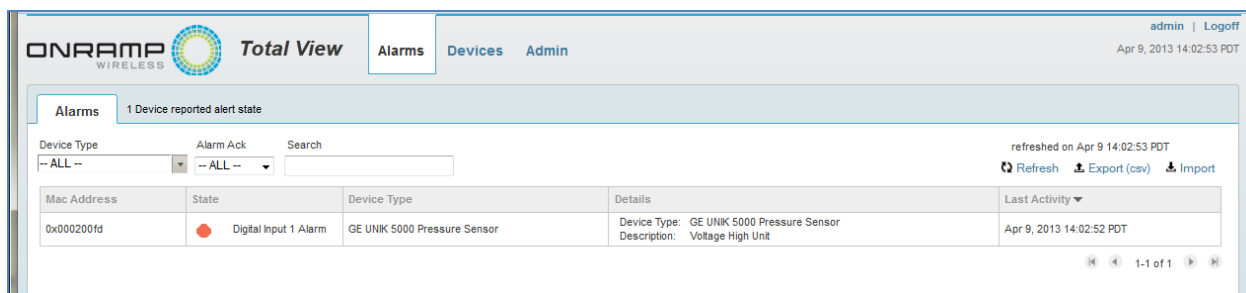 admin | Logoff
ONRAMP WIRELESS Total View Alarms Devices Admin
Apr 9, 2013 14:02:53 PDT
Alarms 1 Device reported alert state
Device Type Alarm Ack Search
refreshed on Apr 9 14:02:53 PDT
-- ALL -- -- ALL --
Refresh Export (csv) Import
Mac Address State Device Type Details Last Activity
0x000200fd Digital Input 1 Alarm GE UNIK 5000 Pressure Sensor Device Type: GE UNIK 5000 Pressure Sensor Apr 9, 2013 14:02:52 PDT
Description: Voltage High Unit
1-1 of 1